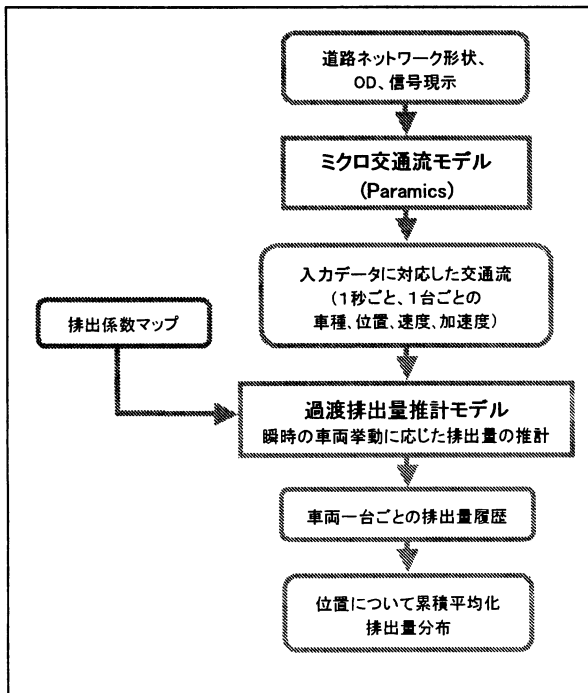 道路ネットワーク形状、
OD、信号現示
ミクロ交通流モデル
(Paramics)
入力データに対応した交通流
(1秒ごと、1台ごとの
車種、位置、速度、加速度)
排出係数マップ
過渡排出量推計モデル
瞬時の車両挙動に応じた排出量の推計
車両一台ごとの排出量履歴
位置について累積平均化
排出量分布